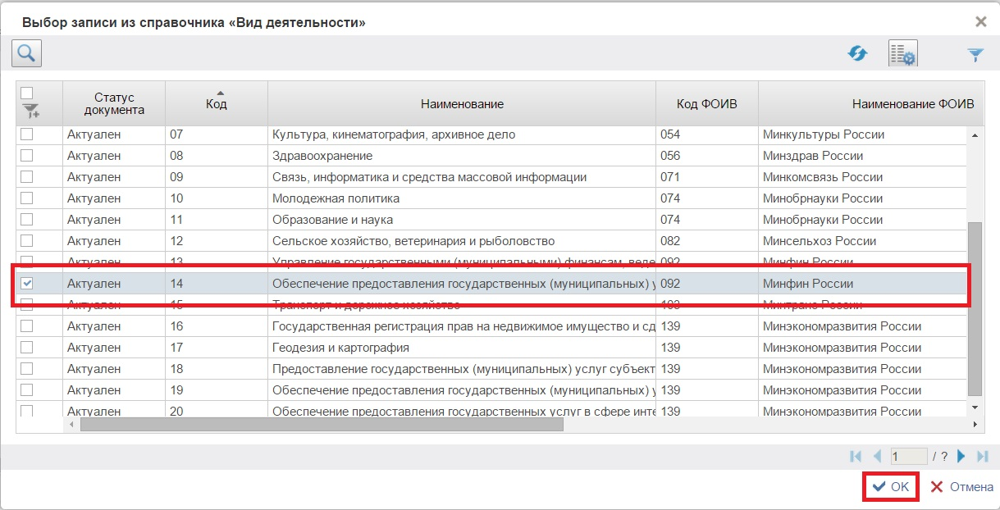 Выбор записи из справочника «Вид деятельности»
Статус документа Код Наименование Код ФОИВ Наименование ФОИВ
Актуален 07 Культура, кинематография, архивное дело 054 Минкультуры России
Актуален 08 Здравоохранение 056 Минздрав России
Актуален 09 Связь, информатика и средства массовой информации 071 Минкомсвязь России
Актуален 10 Молодежная политика 074 Минобрнауки России
Актуален 11 Образование и наука 074 Минобрнауки России
Актуален 12 Сельское хозяйство, ветеринария и рыболовство 082 Минсельхоз России
Актуален 13 Управление государственными (муниципальными) финансам, веде 092 Минфин России
Актуален 14 Обеспечение предоставления государственных (муниципальных) у 092 Минфин России
Актуален 15 Транспорт и дорожное хозяйство 103 Минтранс России
Актуален 16 Государственная регистрация прав на недвижимое имущество и сд 139 Минэкономразвития России
Актуален 17 Геодезия и картография 139 Минэкономразвития России
Актуален 18 Предоставление государственных (муниципальных) услуг субъект 139 Минэкономразвития России
Актуален 19 Обеспечение предоставления государственных (муниципальных) у 139 Минэкономразвития России
Актуален 20 Обеспечение предоставления государственных услуг в сфере инте 139 Минэкономразвития России
1 / ?
ОК Отмена